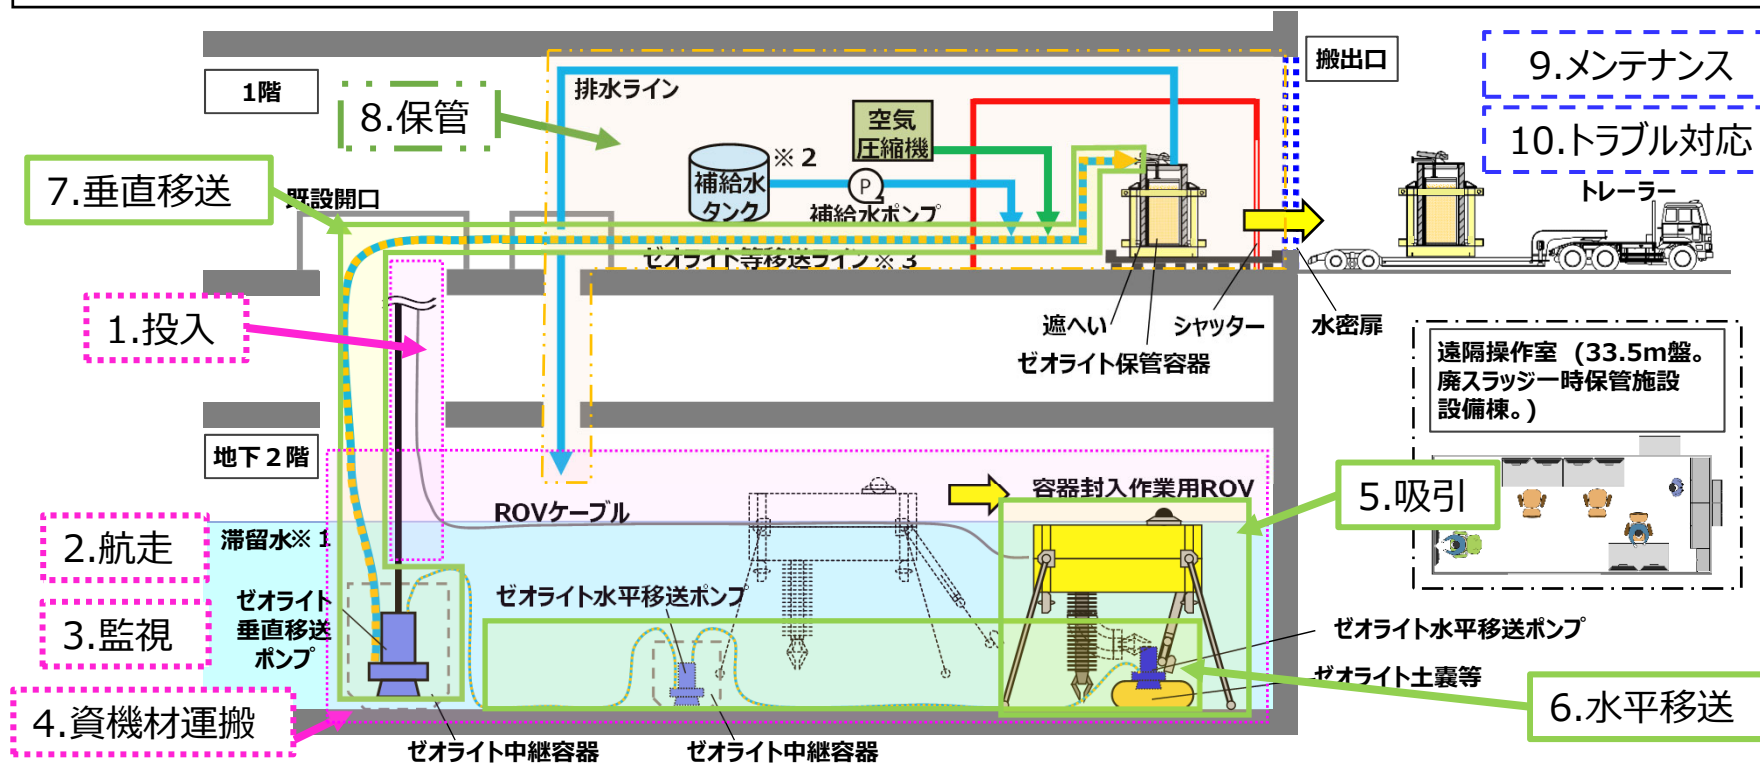 1階
8.保管
排水ライン
空気
圧縮機
搬出口
9.メンテナンス
10.トラブル対応
トレーラー
7.垂直移送
既設開口
補給水
タンク
※2
P
補給水ポンプ
ゼオライト等移送ライン※3
1.投入
遮へい
シャッター
水密扉
ゼオライト保管容器
遠隔操作室 (33.5m盤。
廃スラッジ一時保管施設
設備棟。)
地下2階
ROVケーブル
容器封入作業用ROV
5.吸引
2.航走
滞留水※1
3.監視
ゼオライト
垂直移送
ポンプ
ゼオライト水平移送ポンプ
ゼオライト水平移送ポンプ
ゼオライト土嚢等
4.資機材運搬
6.水平移送
ゼオライト中継容器
ゼオライト中継容器